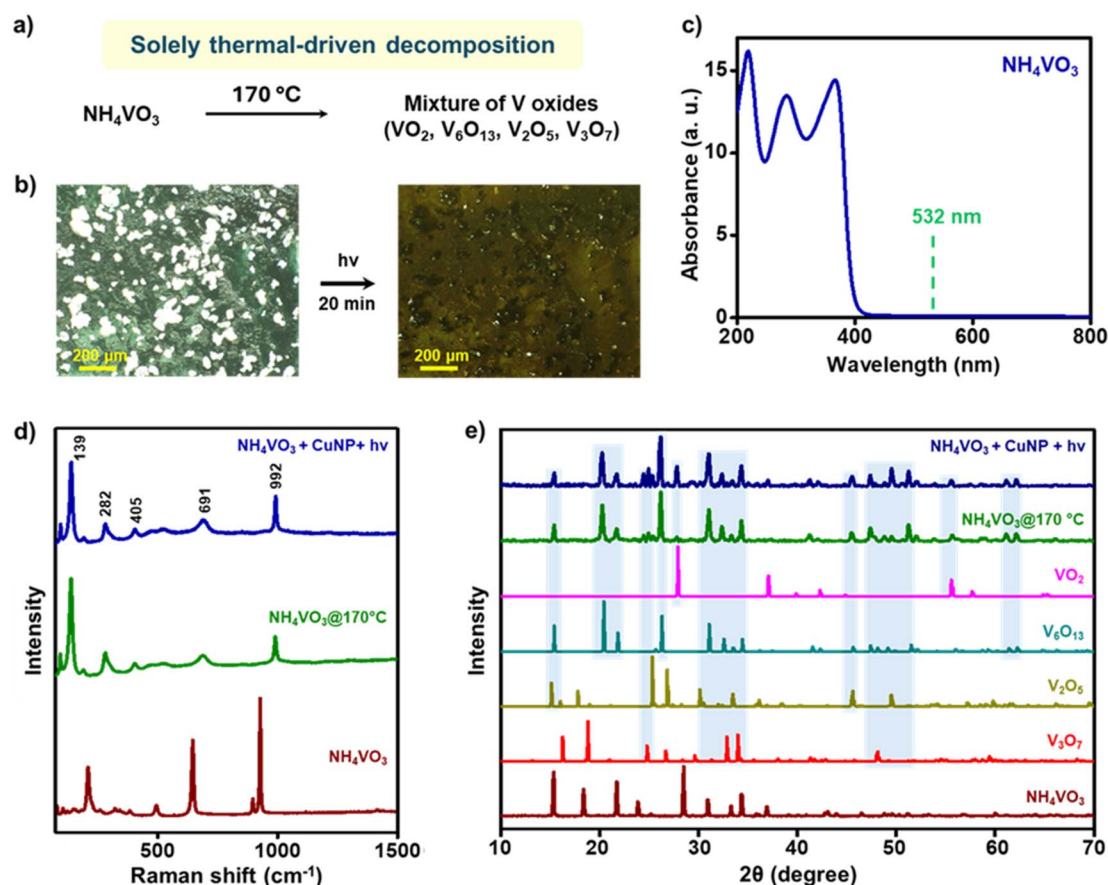 a)
Solely thermal-driven decomposition
NH₄VO₃
170 °C
Mixture of V oxides
(VO₂, V₆O₁₃, V₂O₅, V₃O₇)
b)
200 µm
hv
20 min
200 µm
c)
NH₄VO₃
532 nm
Absorbance (a. u.)
15
10
5
0
200
400
600
800
Wavelength (nm)
d)
NH₄VO₃ + CuNP+ hv
139
282
405
691
992
NH₄VO₃@170°C
NH₄VO₃
Intensity
500
1000
1500
Raman shift (cm⁻¹)
e)
NH₄VO₃ + CuNP + hv
NH₄VO₃@170 °C
VO₂
V₆O₁₃
V₂O₅
V₃O₇
NH₄VO₃
Intensity
10
20
30
40
50
60
70
2θ (degree)